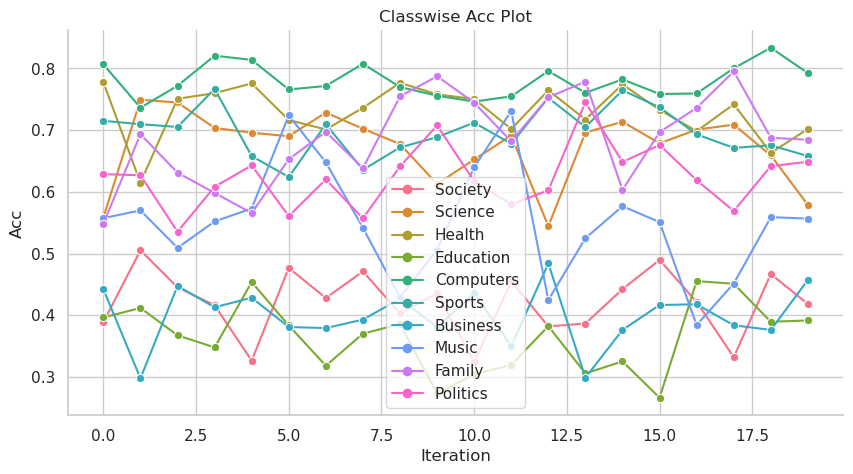 Classwise Acc Plot
0.8
0.7
0.6
0.5
0.4
0.3
Acc
Society
Science
Health
Education
Computers
Sports
Business
Music
Family
Politics
0.0 2.5 5.0 7.5 10.0 12.5 15.0 17.5
Iteration